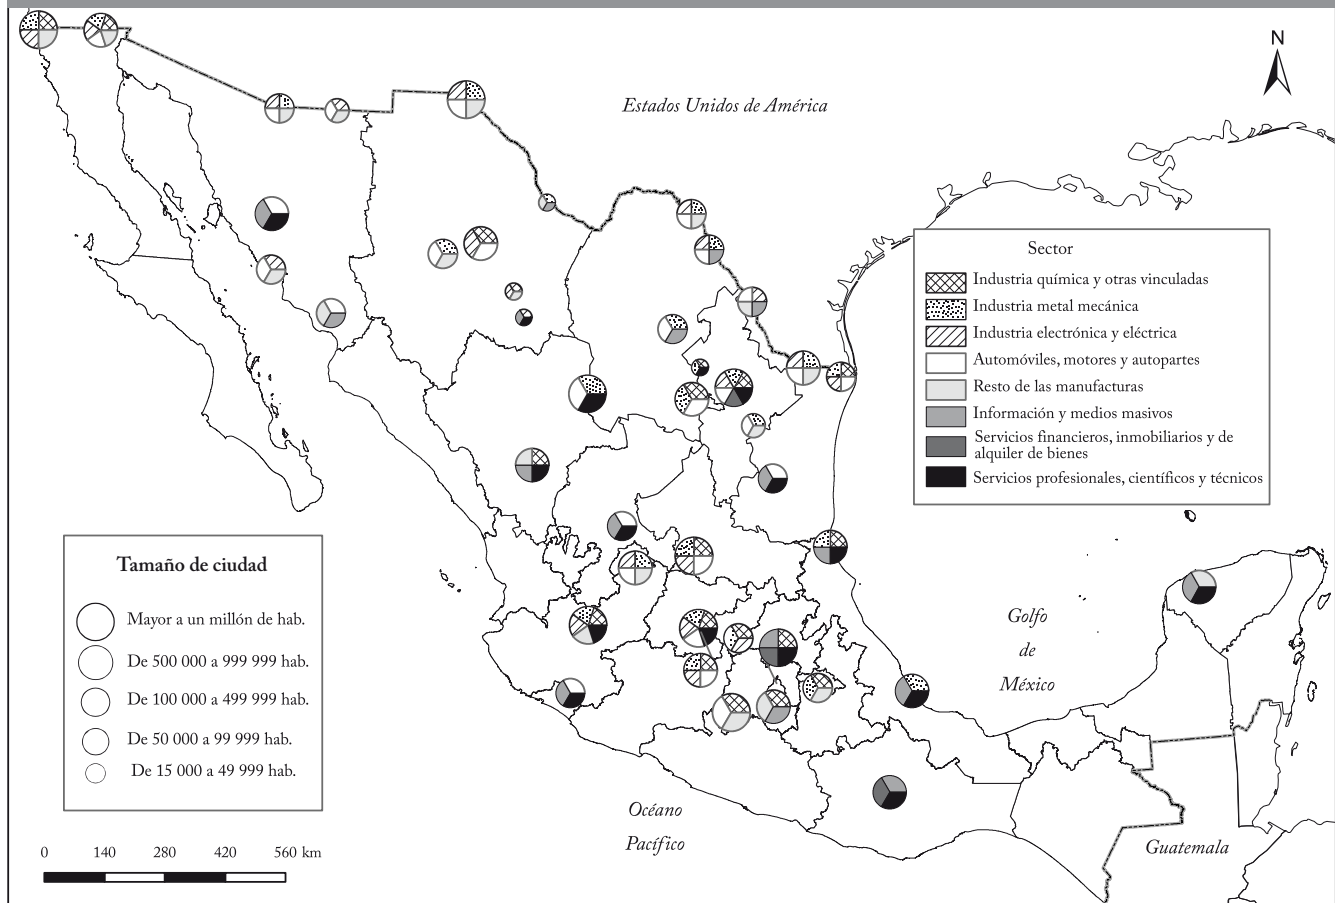 N
Estados Unidos de América
Sector
Industria química y otras vinculadas
Industria metal mecánica
Industria electrónica y eléctrica
Automóviles, motores y autopartes
Resto de las manufacturas
Información y medios masivos
Servicios financieros, inmobiliarios y de
alquiler de bienes
Servicios profesionales, científicos y técnicos
Tamaño de ciudad
Mayor a un millón de hab.
De 500 000 a 999 999 hab.
De 100 000 a 499 999 hab.
De 50 000 a 99 999 hab.
De 15 000 a 49 999 hab.
Golfo
de
México
Océano
Pacífico
Guatemala
0 140 280 420 560 km